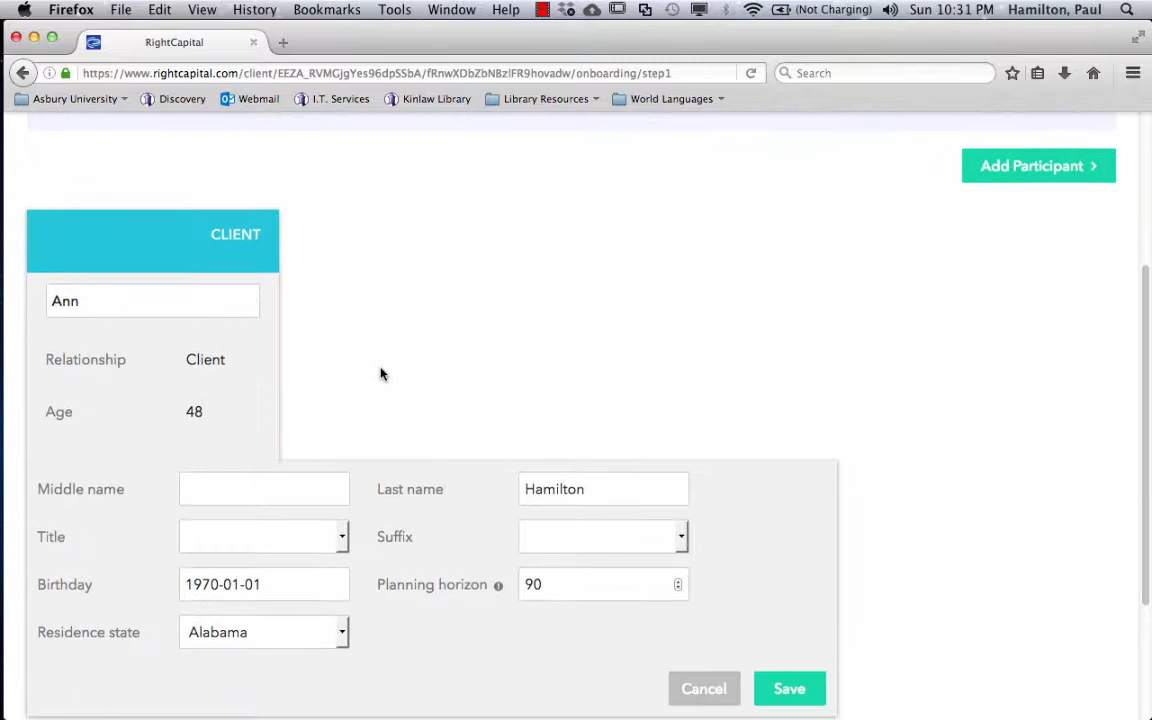 Firefox File Edit View History Bookmarks Tools Window Help (Not Charging) Sun 10:31 PM Hamilton, Paul
RightCapital
https://www.rightcapital.com/client/EEZA_RVMGjgYes96dpSSbA/fRnwXDbZbNBzlFR9hovadw/onboarding/step1 Search
Asbury University Discovery Webmail I.T. Services Kinlaw Library Library Resources World Languages
Add Participant
CLIENT
Ann
Relationship Client
Age 48
Middle name Last name Hamilton
Title Suffix
Birthday 1970-01-01 Planning horizon 90
Residence state Alabama
Cancel Save